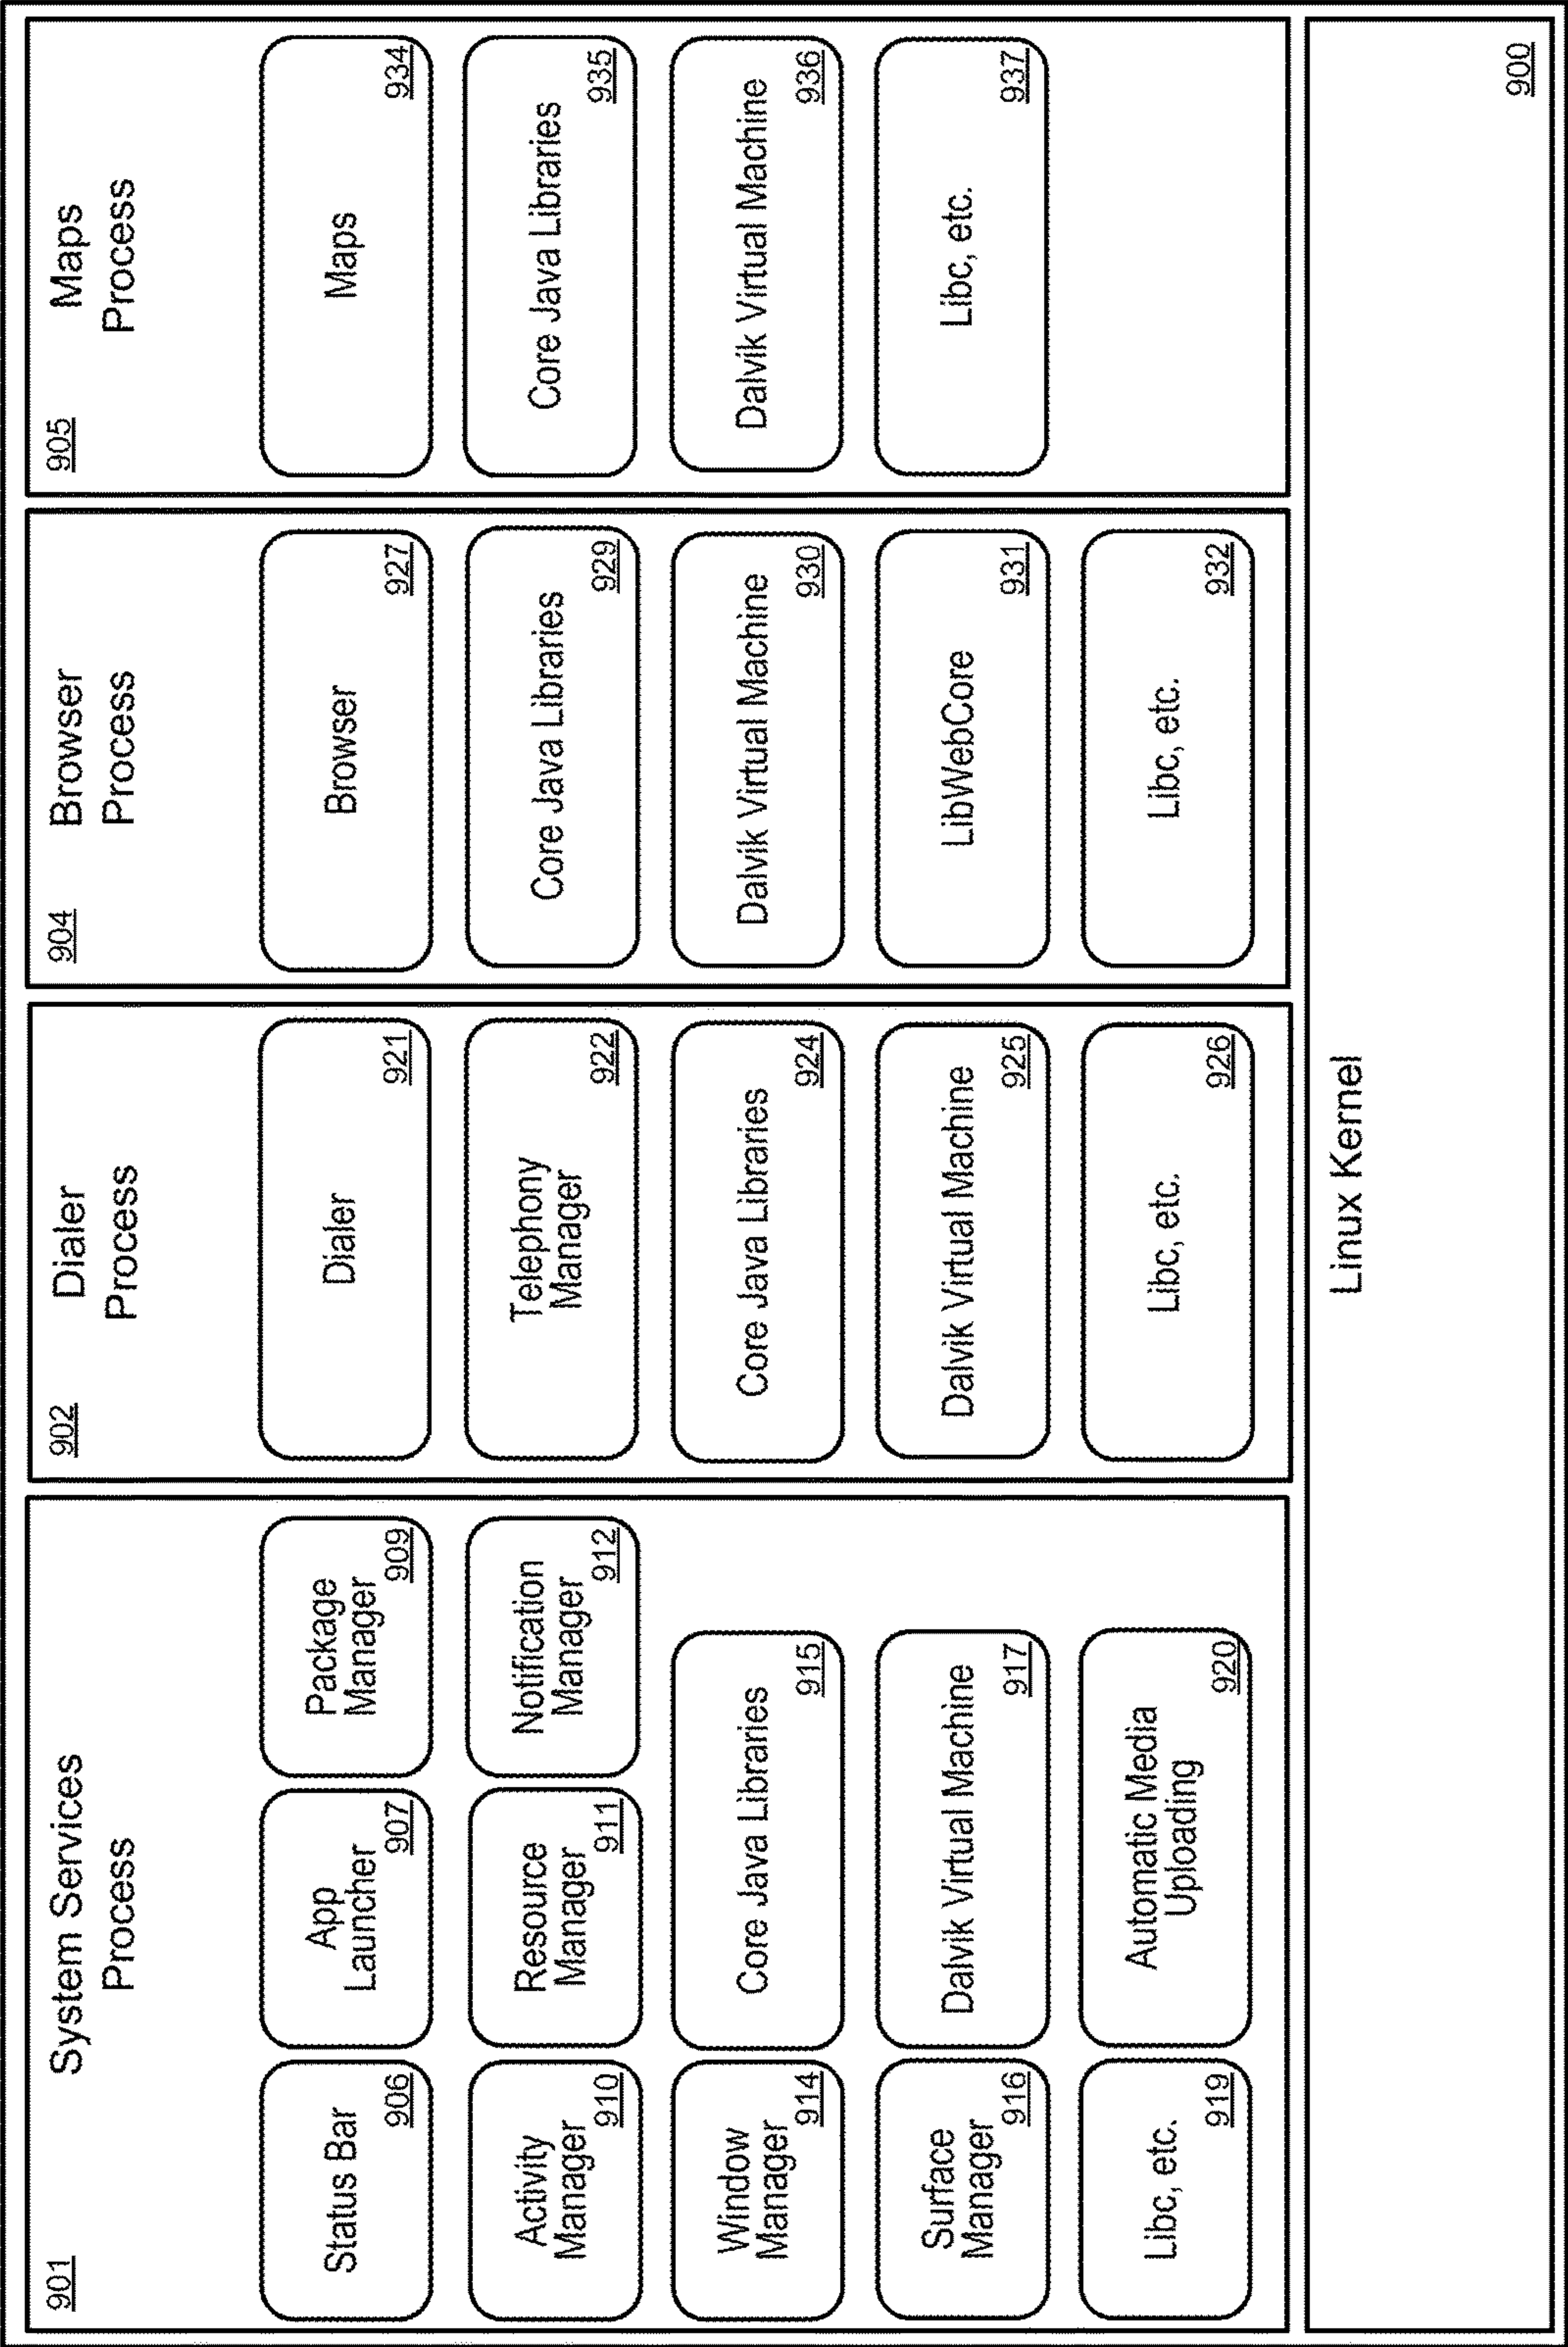 901
System Services
Process
Status Bar
906
App
Launcher
907
Package
Manager
909
Activity
Manager
910
Resource
Manager
911
Notification
Manager
912
Window
Manager
914
Core Java Libraries
915
Surface
Manager
916
Dalvik Virtual Machine
917
Libc, etc.
919
Automatic Media
Uploading
920
902
Dialer
Process
Dialer
921
Telephony
Manager
922
Core Java Libraries
924
Dalvik Virtual Machine
925
Libc, etc.
926
904
Browser
Process
Browser
927
Core Java Libraries
929
Dalvik Virtual Machine
930
LibWebCore
931
Libc, etc.
932
905
Maps
Process
Maps
934
Core Java Libraries
935
Dalvik Virtual Machine
936
Libc, etc.
937
Linux Kernel
900